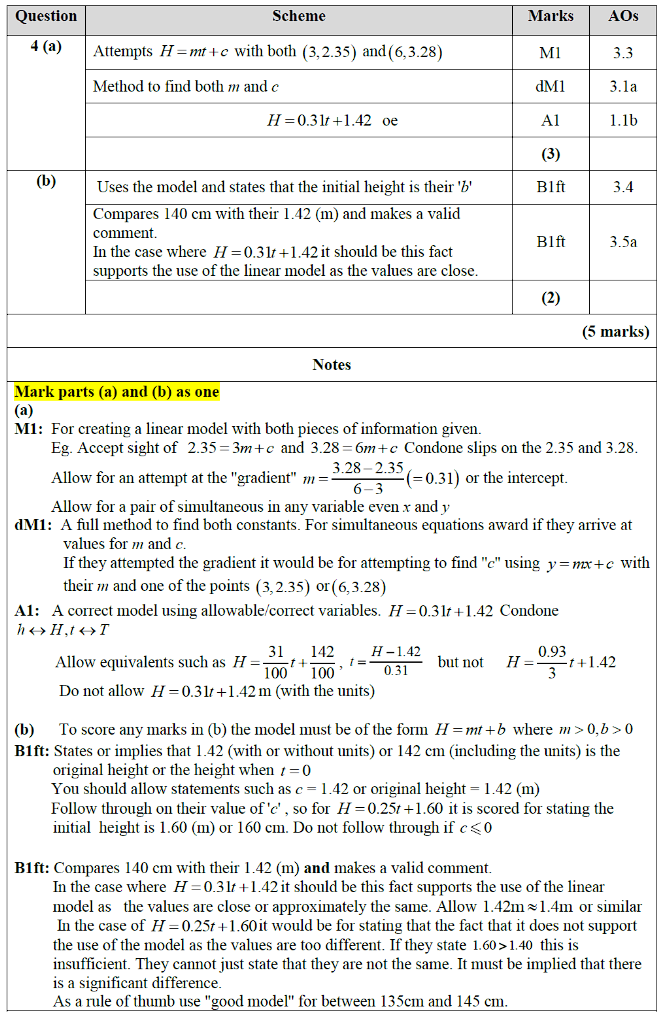 Question Scheme Marks AOs
4 (a) Attempts H = mt + c with both (3, 2.35) and (6, 3.28) M1 3.3
Method to find both m and c dM1 3.1a
H = 0.31t + 1.42 oe A1 1.1b
(3)
(b) Uses the model and states that the initial height is their 'b' B1ft 3.4
Compares 140 cm with their 1.42 (m) and makes a valid
comment.
In the case where H = 0.31t + 1.42 it should be this fact
supports the use of the linear model as the values are close. B1ft 3.5a
(2)
(5 marks)
Notes
Mark parts (a) and (b) as one
(a)
M1: For creating a linear model with both pieces of information given.
Eg. Accept sight of 2.35 = 3m + c and 3.28 = 6m + c Condone slips on the 2.35 and 3.28.
Allow for an attempt at the "gradient" m = (3.28 − 2.35)/(6 − 3) (= 0.31) or the intercept.
Allow for a pair of simultaneous in any variable even x and y
dM1: A full method to find both constants. For simultaneous equations award if they arrive at
values for m and c.
If they attempted the gradient it would be for attempting to find "c" using y = mx + c with
their m and one of the points (3, 2.35) or (6, 3.28)
A1: A correct model using allowable/correct variables. H = 0.31t + 1.42 Condone
h ↔ H, t ↔ T
Allow equivalents such as H = 31/100 t + 142/100 , t = (H − 1.42)/0.31 but not H = 0.93/3 t + 1.42
Do not allow H = 0.31t + 1.42 m (with the units)
(b) To score any marks in (b) the model must be of the form H = mt + b where m > 0, b > 0
B1ft: States or implies that 1.42 (with or without units) or 142 cm (including the units) is the
original height or the height when t = 0
You should allow statements such as c = 1.42 or original height = 1.42 (m)
Follow through on their value of 'c' , so for H = 0.25t + 1.60 it is scored for stating the
initial height is 1.60 (m) or 160 cm. Do not follow through if c ⩽ 0
B1ft: Compares 140 cm with their 1.42 (m) and makes a valid comment.
In the case where H = 0.31t + 1.42 it should be this fact supports the use of the linear
model as the values are close or approximately the same. Allow 1.42m ≈ 1.4m or similar
In the case of H = 0.25t + 1.60 it would be for stating that the fact that it does not support
the use of the model as the values are too different. If they state 1.60 > 1.40 this is
insufficient. They cannot just state that they are not the same. It must be implied that there
is a significant difference.
As a rule of thumb use "good model" for between 135cm and 145 cm.